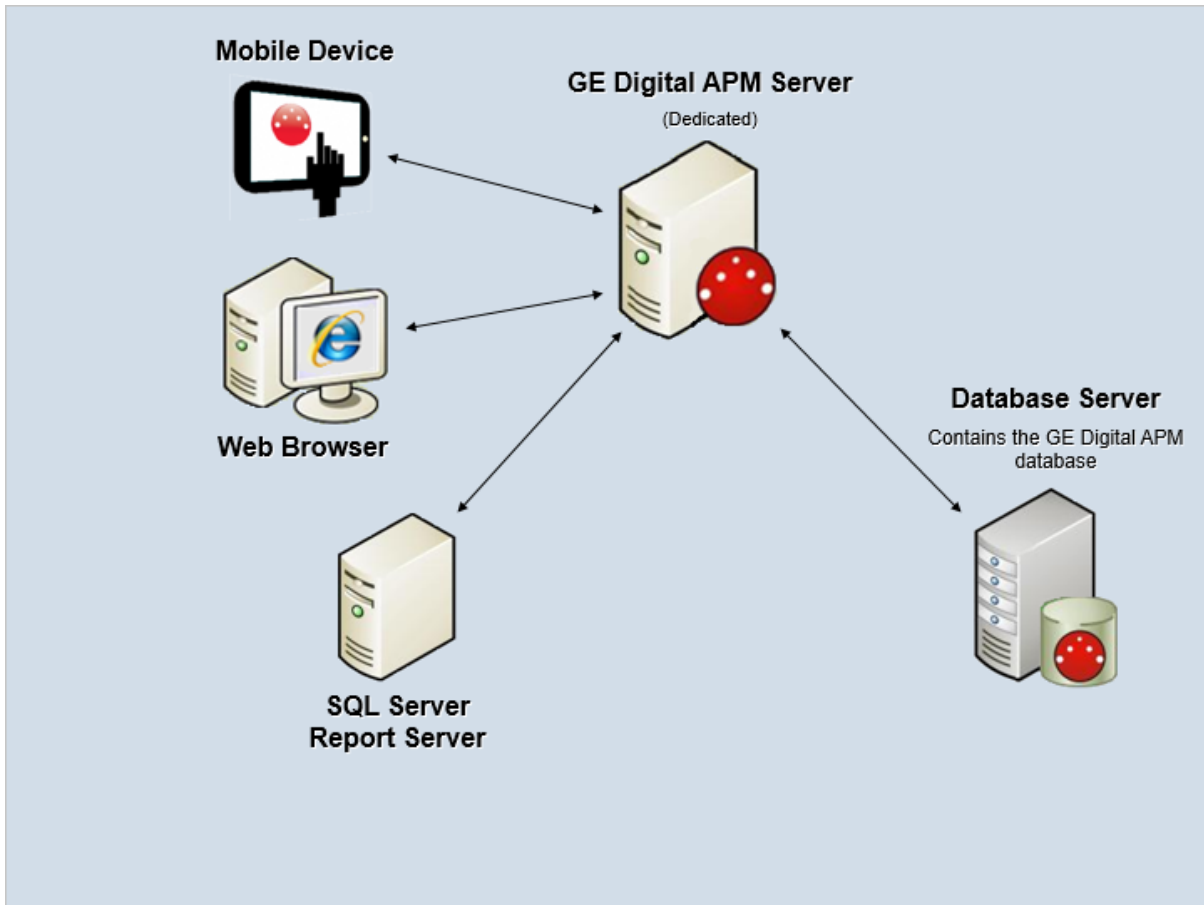 Mobile Device
GE Digital APM Server
(Dedicated)
Web Browser
Database Server
Contains the GE Digital APM
database
SQL Server
Report Server